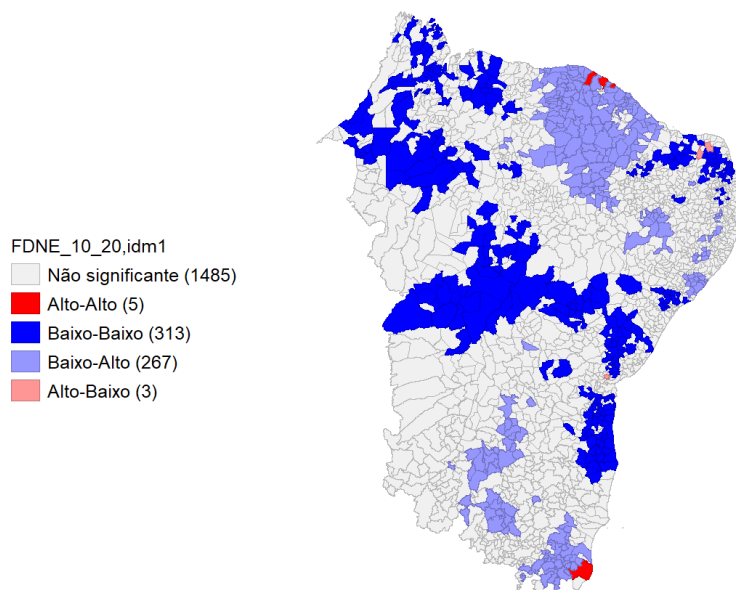 FDNE_10_20,idm1
Não significante (1485)
Alto-Alto (5)
Baixo-Baixo (313)
Baixo-Alto (267)
Alto-Baixo (3)